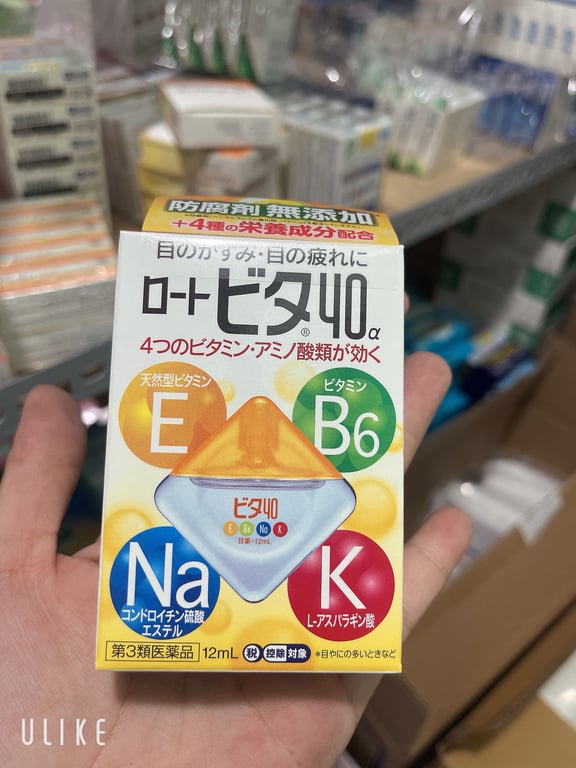 防腐剤 無添加
+4種の栄養成分配合
目のかすみ・目の疲れに
ロート ビタ40α
®
4つのビタミン・アミノ酸類が効く
天然型ビタミン
E
ビタミン
B6
ビタ40
E B6 Na K
目薬・12mL
Na
コンドロイチン硫酸
エステル
K
L-アスパラギン酸
第3類医薬品 12mL 税 控除 対象 *目やにの多いときなど
ULIKE